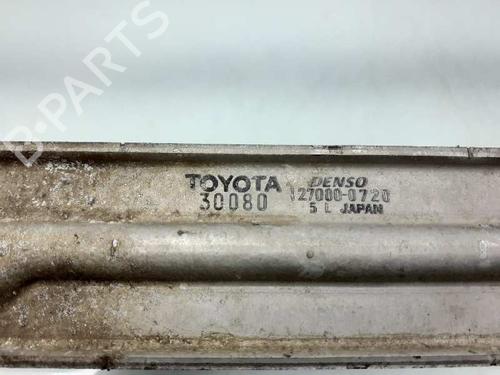 TOYOTA DENSO
30080 127000-0720
5 L JAPAN
B PARTS